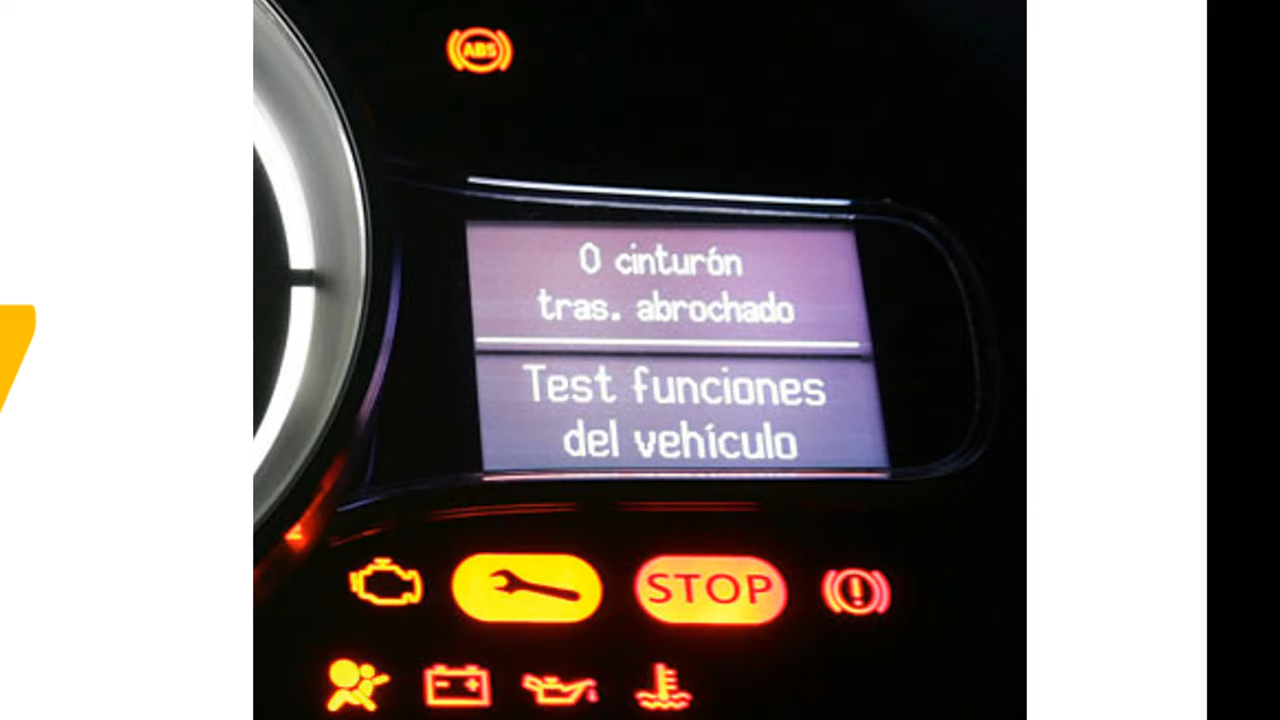 ABS
0 cinturón
tras. abrochado
Test funciones
del vehículo
STOP